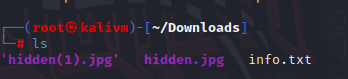 ┌──(root㉿kalivm)-[~/Downloads]
└─# ls
'hidden(1).jpg'   hidden.jpg   info.txt